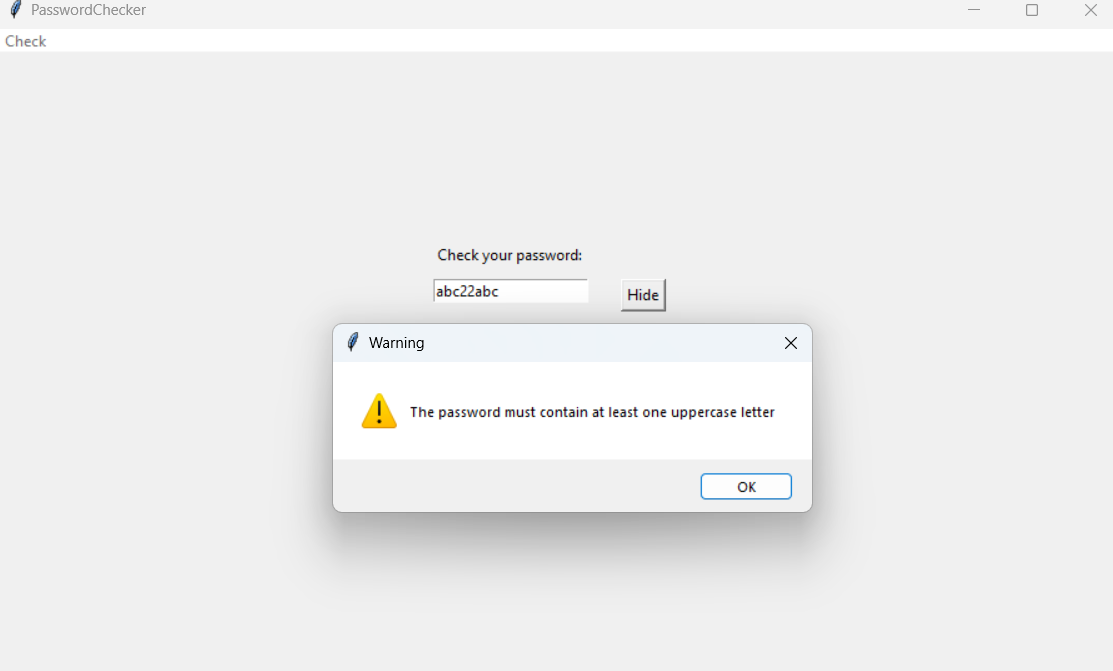 PasswordChecker
Check
Check your password:
abc22abc
Hide
Warning
The password must contain at least one uppercase letter
OK